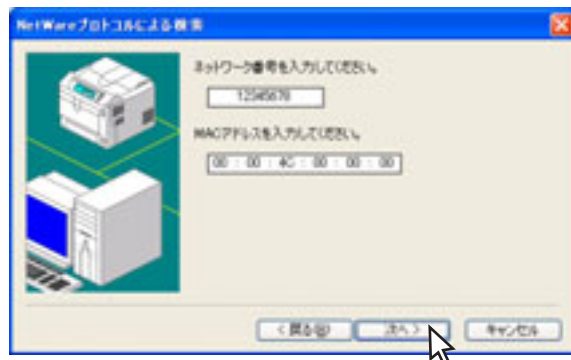 NetWareプロトコルによる検索
ネットワーク番号を入力してください。
12345678
MACアドレスを入力してください。
00 : 00 : 4C : 00 : 00 : 00
< 戻る(B) 次へ > キャンセル